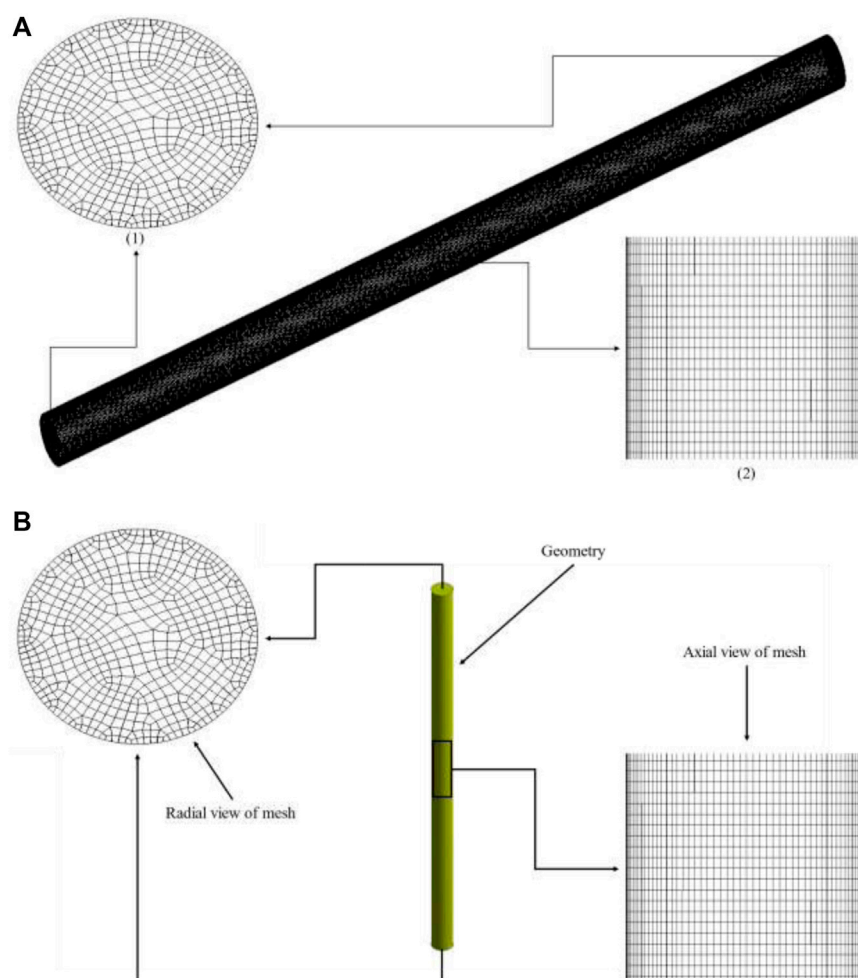 A
(1)
(2)
B
Geometry
Axial view of mesh
Radial view of mesh